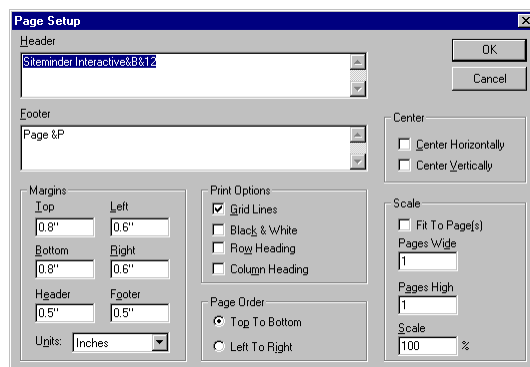 Page Setup
Header
Siteminder Interactive&B&12
OK
Cancel
Footer
Page &P
Center
Center Horizontally
Center Vertically
Margins
Top Left
0.8" 0.6"
Bottom Right
0.8" 0.6"
Header Footer
0.5" 0.5"
Units: Inches
Print Options
Grid Lines
Black & White
Row Heading
Column Heading
Page Order
Top To Bottom
Left To Right
Scale
Fit To Page(s)
Pages Wide
1
Pages High
1
Scale
100 %